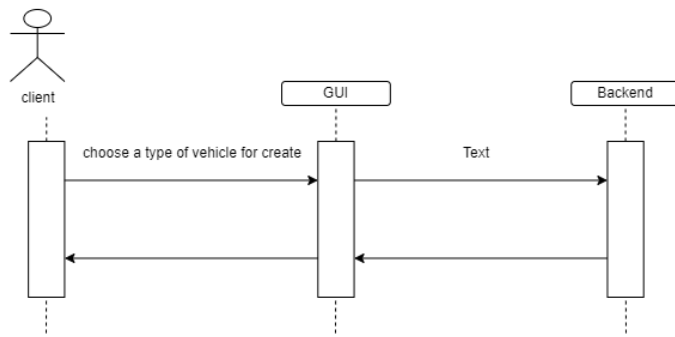 client
GUI
Backend
choose a type of vehicle for create
Text